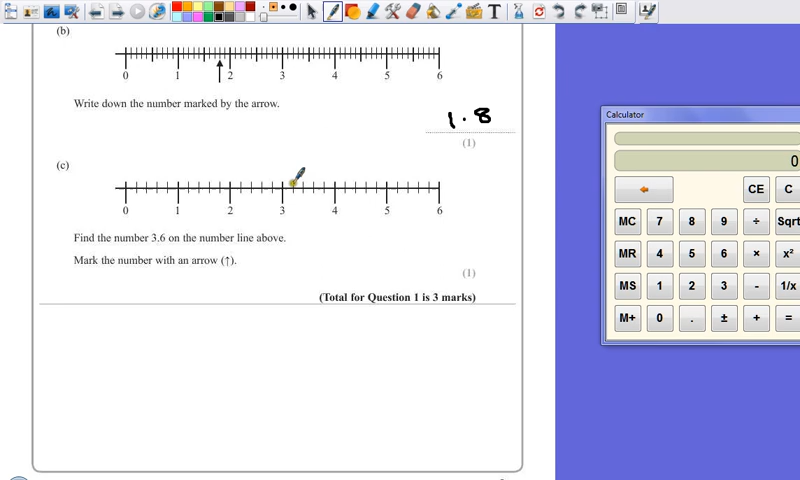 (b)
0 1 2 3 4 5 6
Write down the number marked by the arrow.
1.8
(1)
(c)
0 1 2 3 4 5 6
Find the number 3.6 on the number line above.
Mark the number with an arrow (↑).
(1)
(Total for Question 1 is 3 marks)
T
Calculator
0
CE C
MC 7 8 9 ÷ Sqrt
MR 4 5 6 × x²
MS 1 2 3 - 1/x
M+ 0 . ± + =